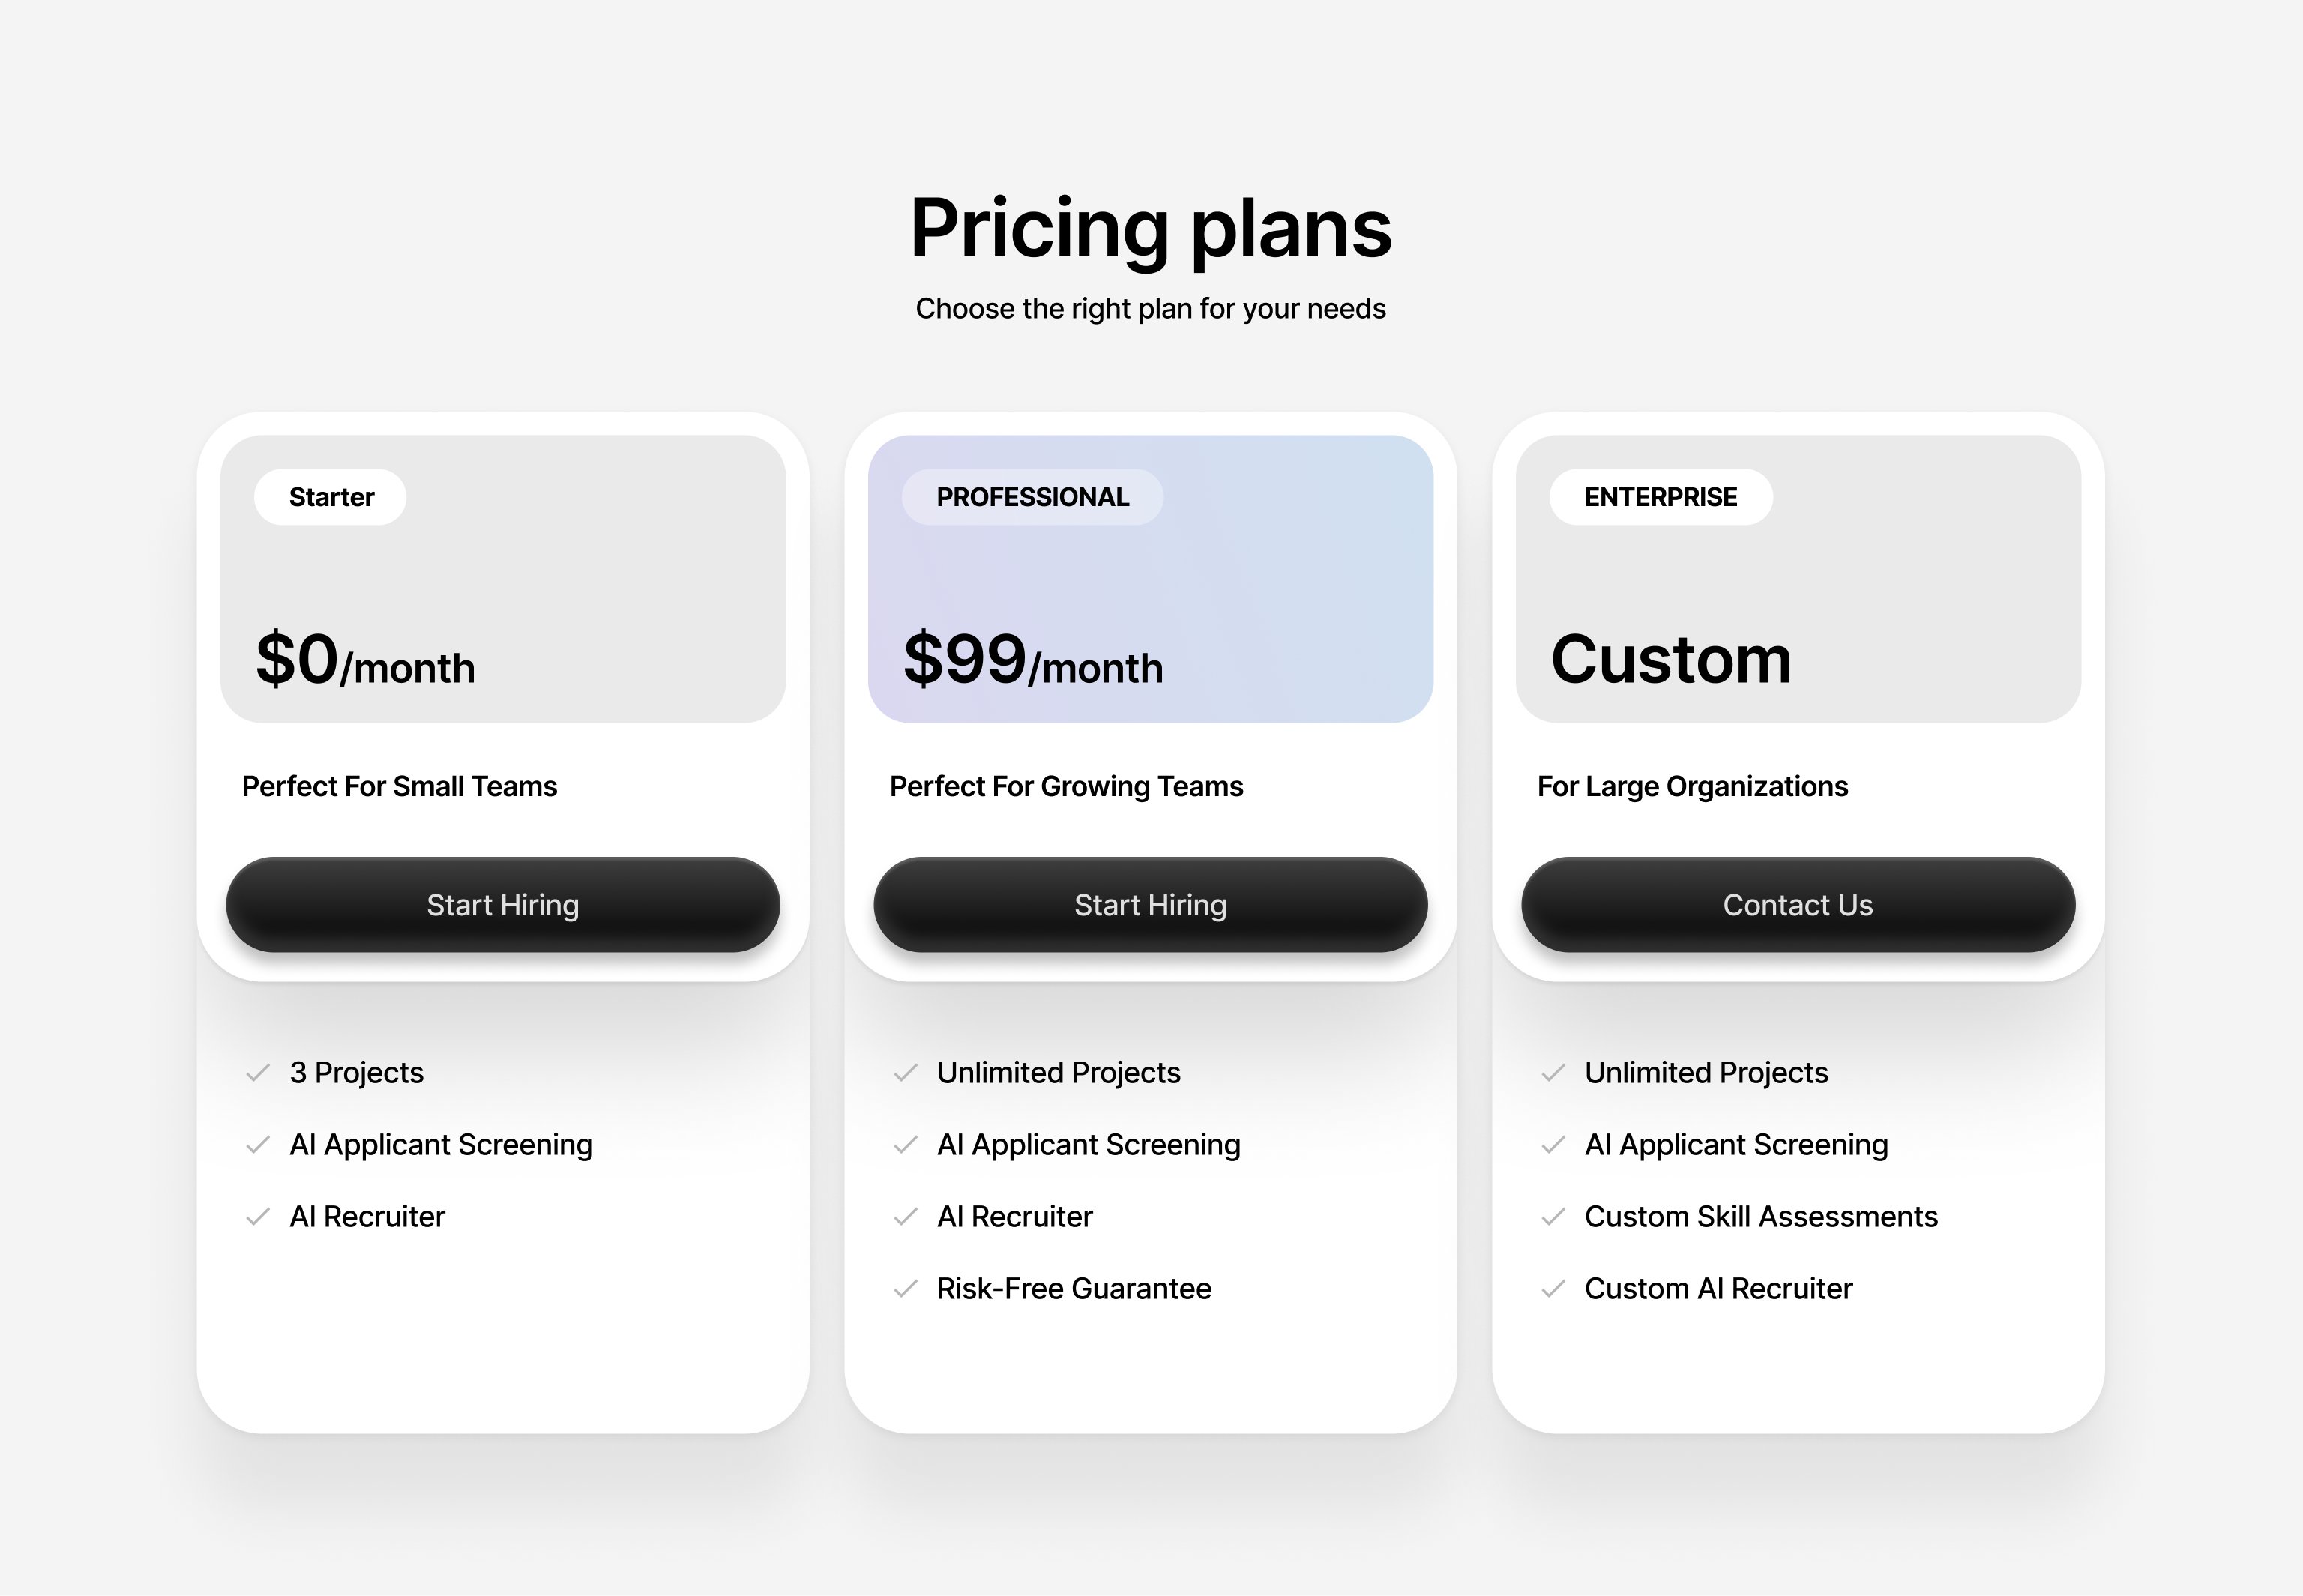 Pricing plans
Choose the right plan for your needs
Starter
$0/month
Perfect For Small Teams
Start Hiring
3 Projects
AI Applicant Screening
AI Recruiter
PROFESSIONAL
$99/month
Perfect For Growing Teams
Start Hiring
Unlimited Projects
AI Applicant Screening
AI Recruiter
Risk-Free Guarantee
ENTERPRISE
Custom
For Large Organizations
Contact Us
Unlimited Projects
AI Applicant Screening
Custom Skill Assessments
Custom AI Recruiter